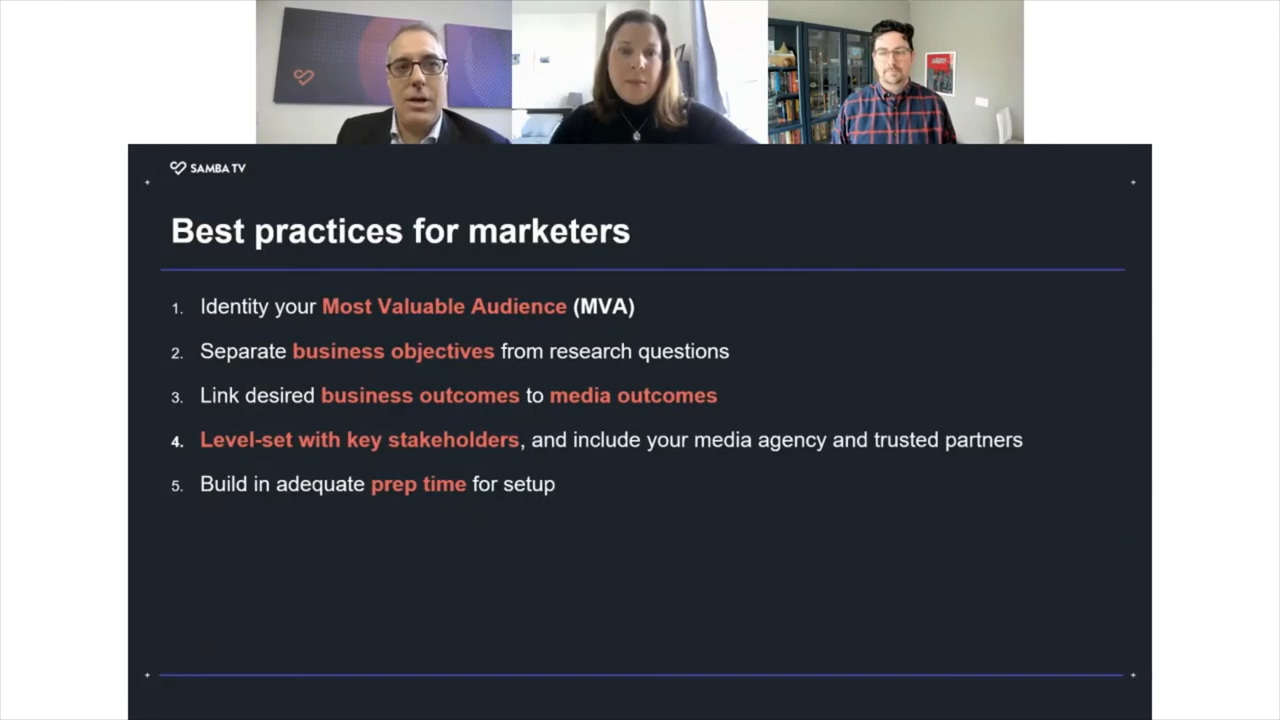 SAMBA TV
Best practices for marketers
1. Identity your Most Valuable Audience (MVA)
2. Separate business objectives from research questions
3. Link desired business outcomes to media outcomes
4. Level-set with key stakeholders, and include your media agency and trusted partners
5. Build in adequate prep time for setup